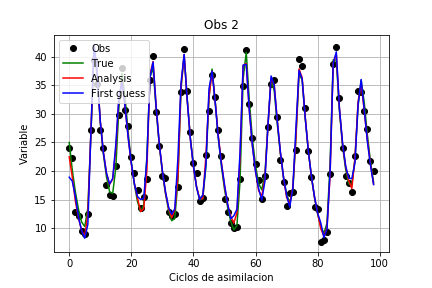 Obs 2
Obs
True
Analysis
First guess
Variable
40
35
30
25
20
15
10
0
20
40
60
80
100
Ciclos de asimilacion